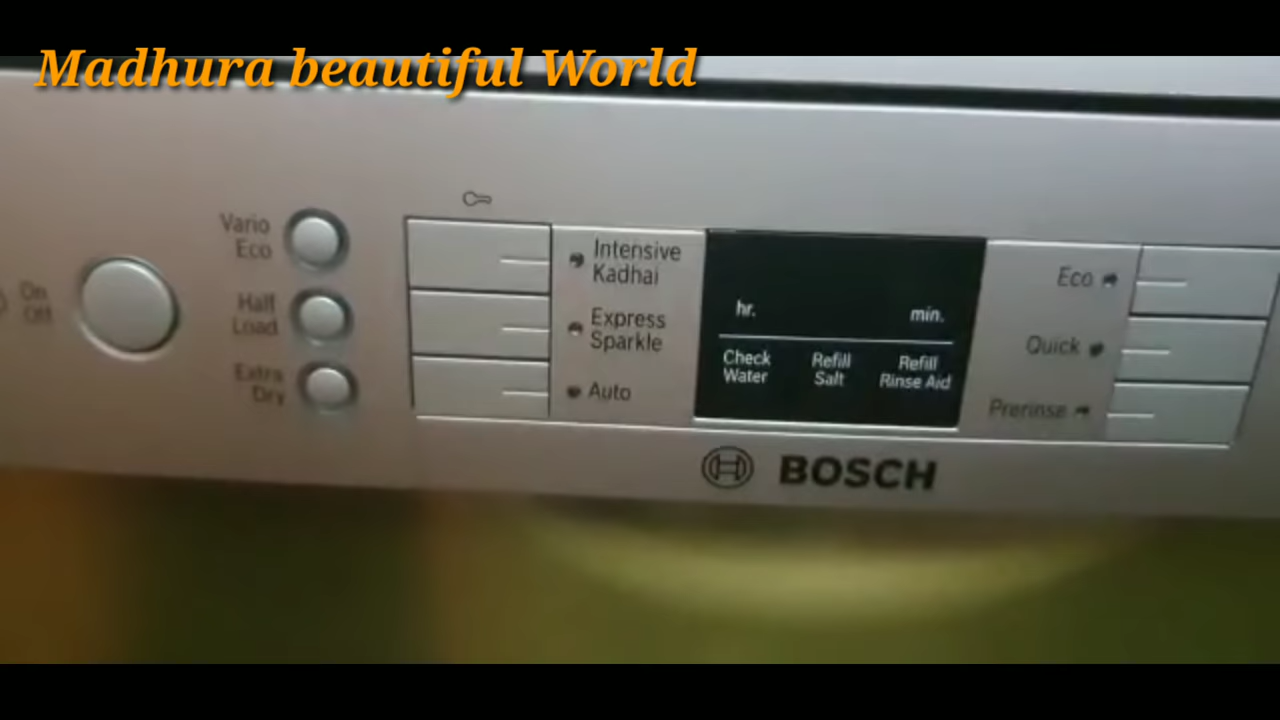 Madhura beautiful World
On
Off
Vario
Eco
Half
Load
Extra
Dry
Intensive
Kadhai
Express
Sparkle
Auto
hr. min.
Check
Water
Refill
Salt
Refill
Rinse Aid
Eco
Quick
Prerinse
BOSCH